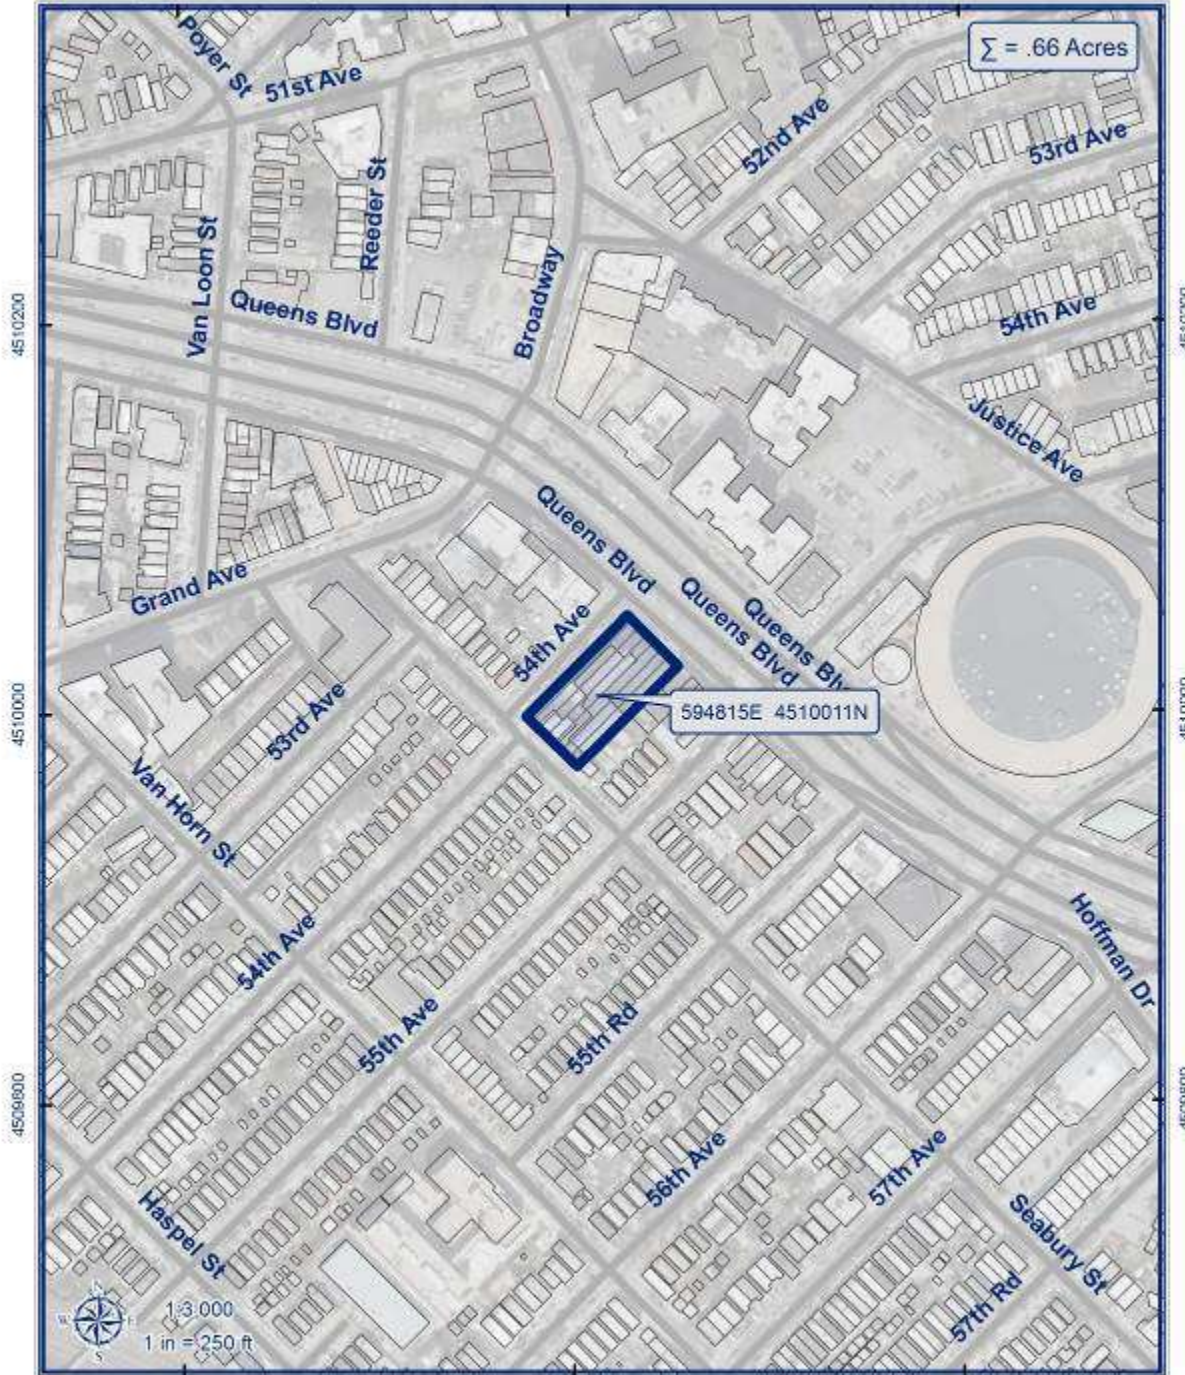 Poyer St
51st Ave
∑ = .66 Acres
52nd Ave
53rd Ave
Reeder St
Van Loon St
Queens Blvd
Broadway
4510200
54th Ave
Justice Ave
Queens Blvd
Grand Ave
Queens Blvd
Queens Blv
54th Ave
594815E 4510011N
4510000
53rd Ave
Van Horn St
Hoffman Dr
54th Ave
55th Ave
55th Rd
4509800
56th Ave
57th Ave
Haspel St
Seabury St
57th Rd
N
W
E
S
1:3,000
1 in = 250 ft